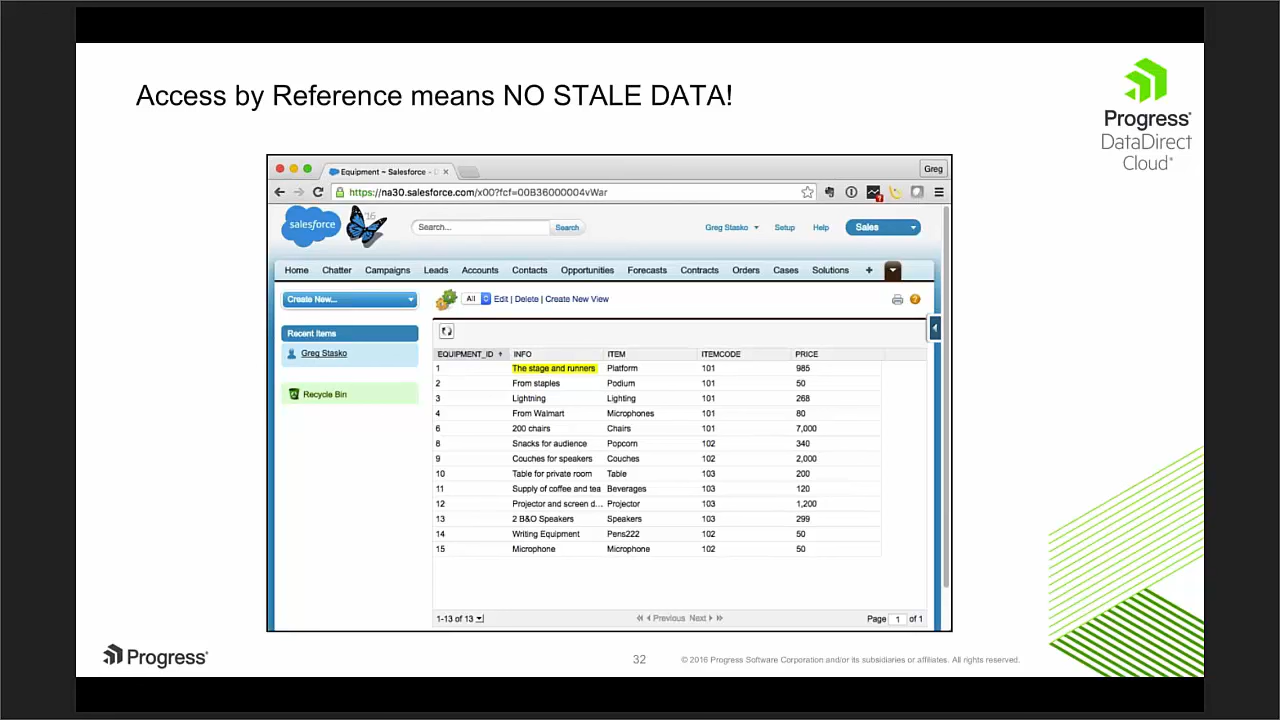 Access by Reference means NO STALE DATA!
Progress®
DataDirect
Cloud®
Equipment ~ Salesforce -
Greg
https://na30.salesforce.com/x00?fcf=00B36000004vWar
salesforce
'16
Search...
Search
Greg Stasko
Setup
Help
Sales
Home Chatter Campaigns Leads Accounts Contacts Opportunities Forecasts Contracts Orders Cases Solutions +
Create New...
All Edit | Delete | Create New View
Recent Items
Greg Stasko
Recycle Bin
EQUIPMENT_ID INFO ITEM ITEMCODE PRICE
1 The stage and runners Platform 101 985
2 From staples Podium 101 50
3 Lightning Lighting 101 268
4 From Walmart Microphones 101 80
6 200 chairs Chairs 101 7,000
8 Snacks for audience Popcorn 102 340
9 Couches for speakers Couches 102 2,000
10 Table for private room Table 103 200
11 Supply of coffee and tea Beverages 103 120
12 Projector and screen d... Projector 103 1,200
13 2 B&O Speakers Speakers 103 299
14 Writing Equipment Pens222 102 50
15 Microphone Microphone 102 50
1-13 of 13
Previous Next
Page 1 of 1
Progress®
32
© 2016 Progress Software Corporation and/or its subsidiaries or affiliates. All rights reserved.